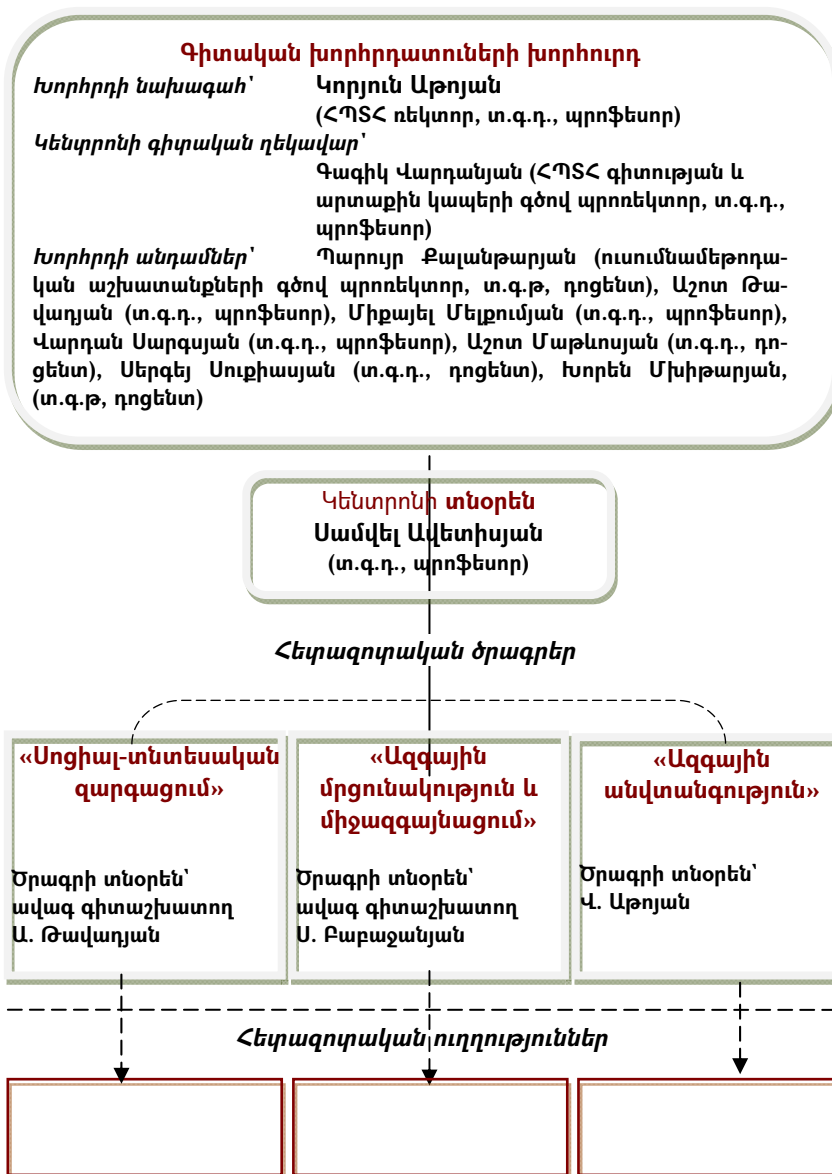 Գիտական խորհրդատուների խորհուրդ
Խորհրդի նախագահ՝ Կորյուն Աթոյան
(ՀՊՏՀ ռեկտոր, տ.գ.դ., պրոֆեսոր)
Կենտրոնի գիտական ղեկավար՝
Գագիկ Վարդանյան (ՀՊՏՀ գիտության և
արտաքին կապերի գծով պրոռեկտոր, տ.գ.դ.,
պրոֆեսոր)
Խորհրդի անդամներ՝ Պարույր Քալանթարյան (ուսումնամեթոդա-
կան աշխատանքների գծով պրոռեկտոր, տ.գ.թ, դոցենտ), Աշոտ Թա-
վադյան (տ.գ.դ., պրոֆեսոր), Միքայել Մելքումյան (տ.գ.դ., պրոֆեսոր),
Վարդան Սարգսյան (տ.գ.դ., պրոֆեսոր), Աշոտ Մաթևոսյան (տ.գ.դ., դո-
ցենտ), Սերգեյ Սուքիասյան (տ.գ.դ., դոցենտ), Խորեն Մխիթարյան,
(տ.գ.թ, դոցենտ)
Կենտրոնի տնօրեն
Սամվել Ավետիսյան
(տ.գ.դ., պրոֆեսոր)
Հետազոտական ծրագրեր
«Սոցիալ-տնտեսական
զարգացում»
Ծրագրի տնօրեն՝
ավագ գիտաշխատող
Ա. Թավադյան
«Ազգային
մրցունակություն և
միջազգայնացում»
Ծրագրի տնօրեն՝
ավագ գիտաշխատող
Ս. Բաբաջանյան
«Ազգային
անվտանգություն»
Ծրագրի տնօրեն՝
Վ. Աթոյան
Հետազոտական ուղղություններ